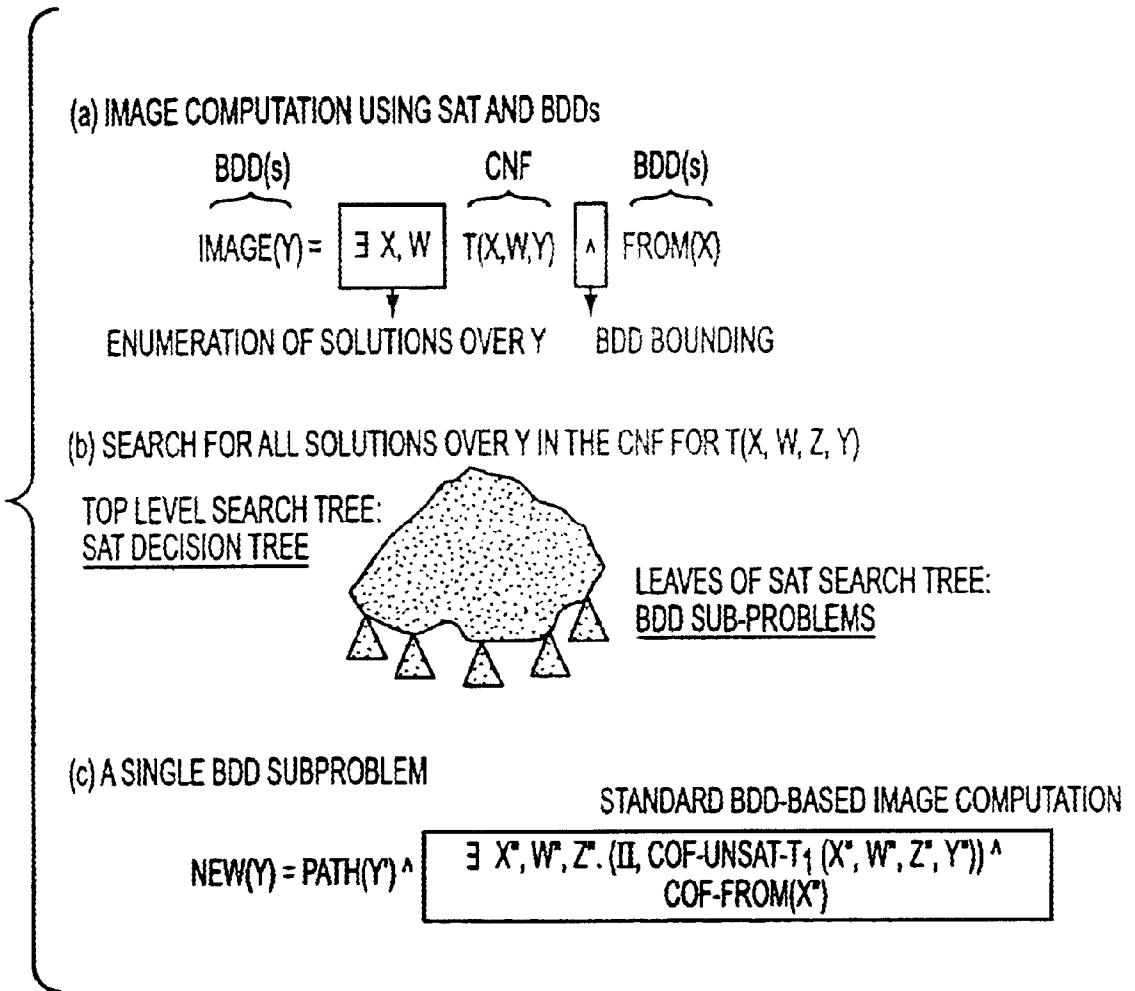 (a) IMAGE COMPUTATION USING SAT AND BDDs
BDD(s) CNF BDD(s)
IMAGE(Y) = ∃ X, W T(X,W,Y) ^ FROM(X)
ENUMERATION OF SOLUTIONS OVER Y BDD BOUNDING
(b) SEARCH FOR ALL SOLUTIONS OVER Y IN THE CNF FOR T(X, W, Z, Y)
TOP LEVEL SEARCH TREE:
SAT DECISION TREE
LEAVES OF SAT SEARCH TREE:
BDD SUB-PROBLEMS
(c) A SINGLE BDD SUBPROBLEM
STANDARD BDD-BASED IMAGE COMPUTATION
NEW(Y) = PATH(Y') ^ ∃ X", W", Z". (II, COF-UNSAT-T1 (X", W", Z", Y")) ^
COF-FROM(X")